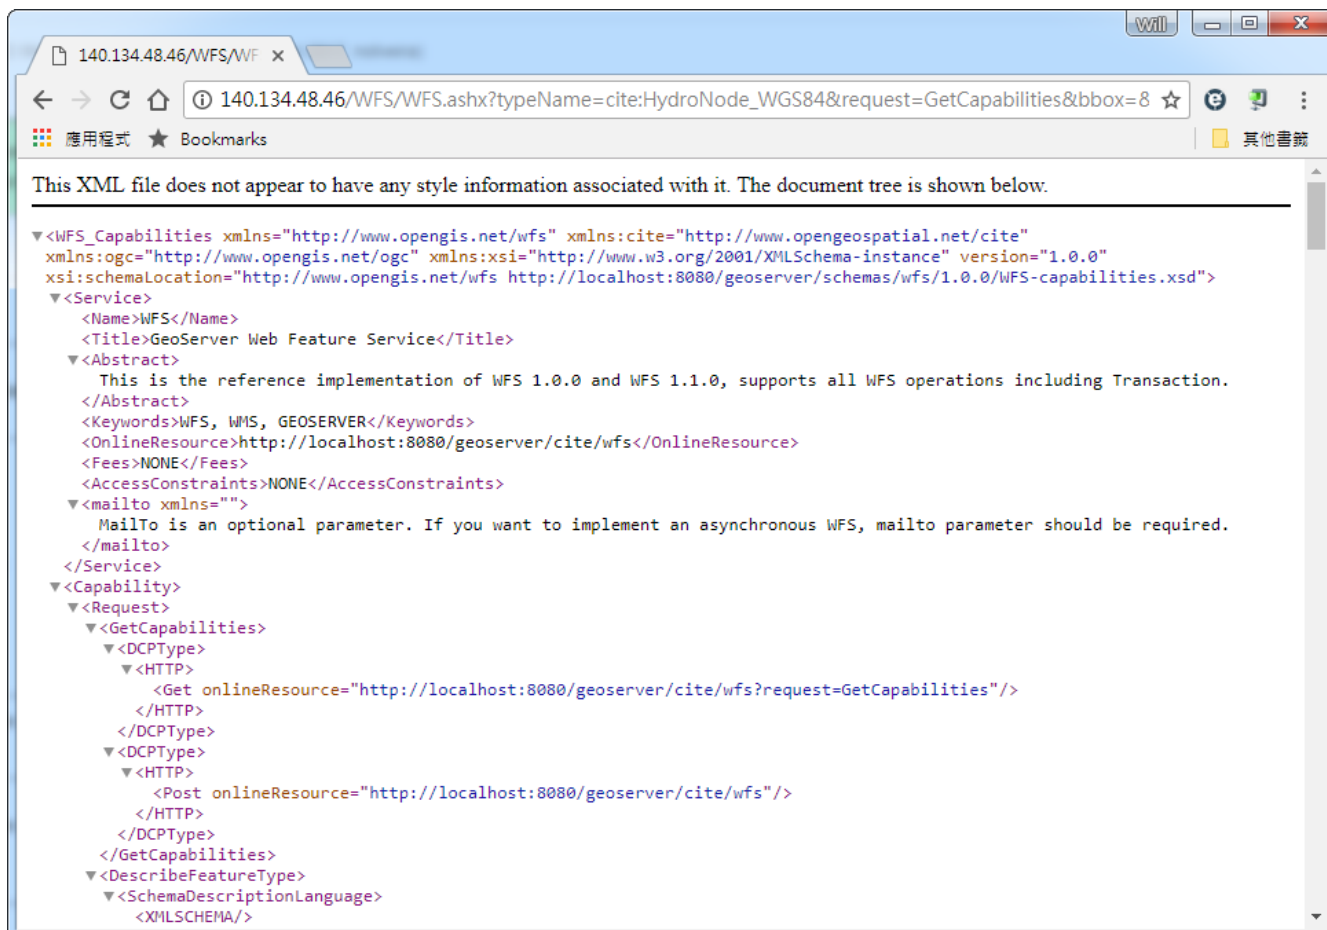 Will
140.134.48.46/WFS/WF
140.134.48.46/WFS/WFS.ashx?typeName=cite:HydroNode_WGS84&request=GetCapabilities&bbox=8
應用程式 Bookmarks 其他書籤
This XML file does not appear to have any style information associated with it. The document tree is shown below.
▼<WFS_Capabilities xmlns="http://www.opengis.net/wfs" xmlns:cite="http://www.opengeospatial.net/cite"
xmlns:ogc="http://www.opengis.net/ogc" xmlns:xsi="http://www.w3.org/2001/XMLSchema-instance" version="1.0.0"
xsi:schemaLocation="http://www.opengis.net/wfs http://localhost:8080/geoserver/schemas/wfs/1.0.0/WFS-capabilities.xsd">
▼<Service>
<Name>WFS</Name>
<Title>GeoServer Web Feature Service</Title>
▼<Abstract>
This is the reference implementation of WFS 1.0.0 and WFS 1.1.0, supports all WFS operations including Transaction.
</Abstract>
<Keywords>WFS, WMS, GEOSERVER</Keywords>
<OnlineResource>http://localhost:8080/geoserver/cite/wfs</OnlineResource>
<Fees>NONE</Fees>
<AccessConstraints>NONE</AccessConstraints>
▼<mailto xmlns="">
MailTo is an optional parameter. If you want to implement an asynchronous WFS, mailto parameter should be required.
</mailto>
</Service>
▼<Capability>
▼<Request>
▼<GetCapabilities>
▼<DCPType>
▼<HTTP>
<Get onlineResource="http://localhost:8080/geoserver/cite/wfs?request=GetCapabilities"/>
</HTTP>
</DCPType>
▼<DCPType>
▼<HTTP>
<Post onlineResource="http://localhost:8080/geoserver/cite/wfs"/>
</HTTP>
</DCPType>
</GetCapabilities>
▼<DescribeFeatureType>
▼<SchemaDescriptionLanguage>
<XMLSCHEMA/>